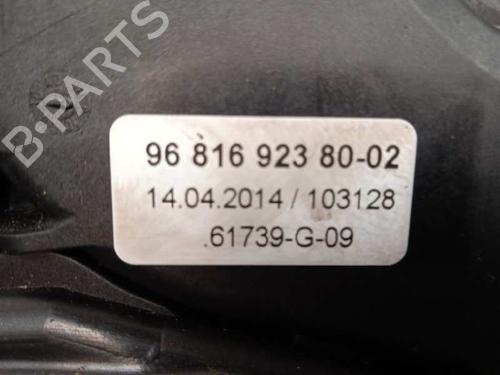 B-PARTS
96 816 923 80-02
14.04.2014 / 103128
.61739-G-09